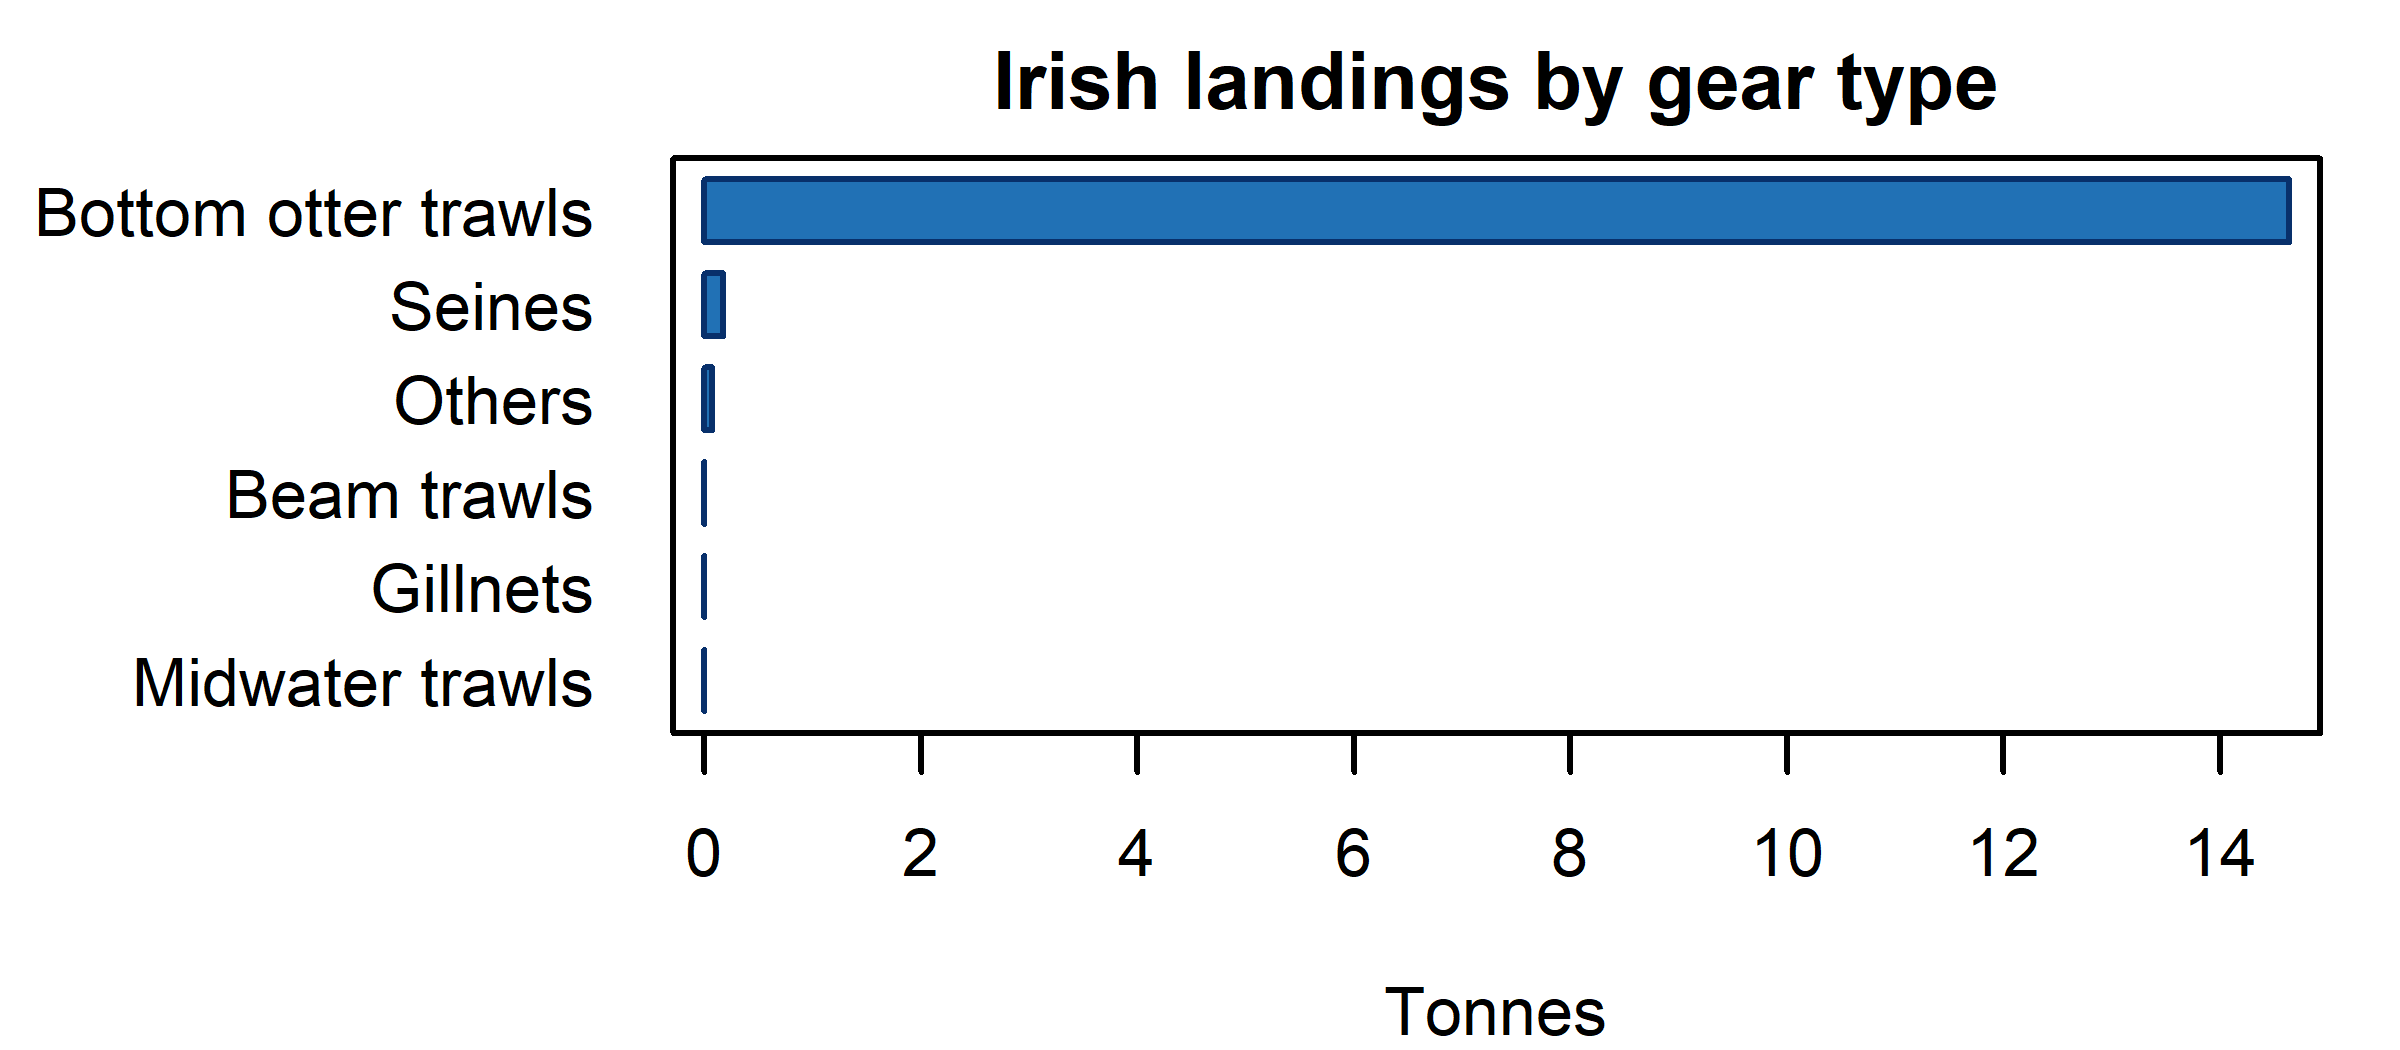 Irish landings by gear type
Bottom otter trawls
Seines
Others
Beam trawls
Gillnets
Midwater trawls
0 2 4 6 8 10 12 14
Tonnes